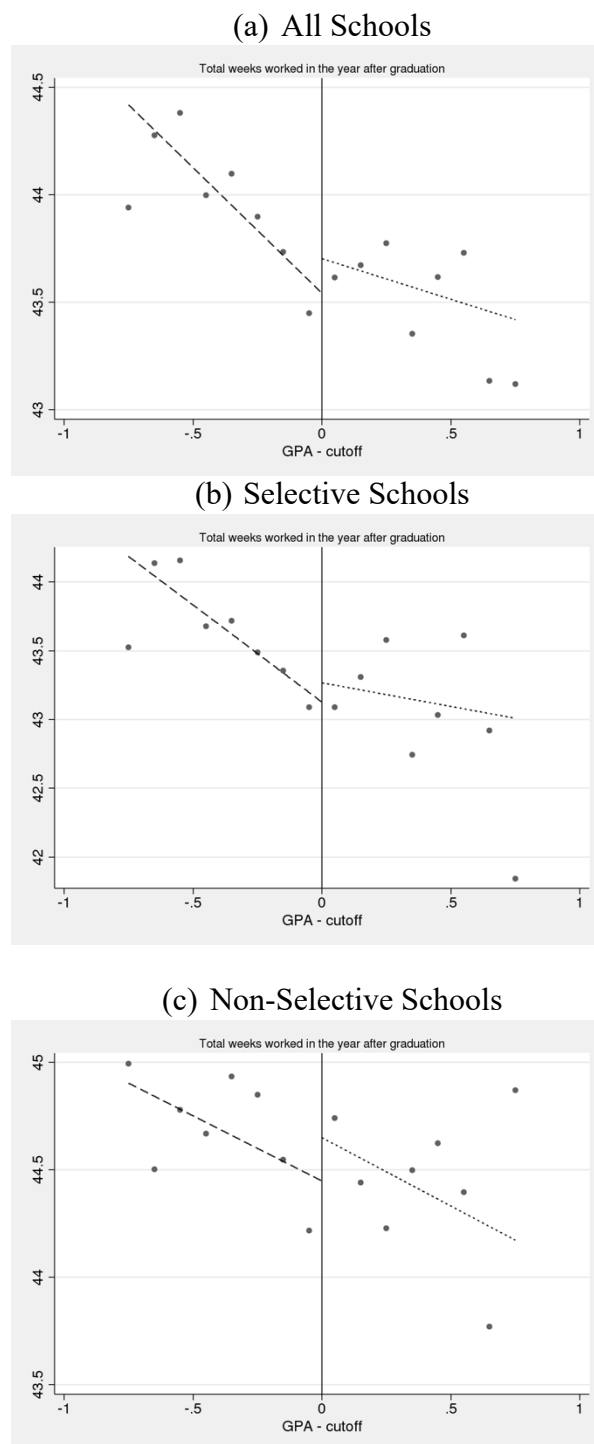 (a) All Schools
Total weeks worked in the year after graduation
44.5
44
43.5
43
-1 -.5 0 .5 1
GPA - cutoff
(b) Selective Schools
Total weeks worked in the year after graduation
44
43.5
43
42.5
42
-1 -.5 0 .5 1
GPA - cutoff
(c) Non-Selective Schools
Total weeks worked in the year after graduation
45
44.5
44
43.5
-1 -.5 0 .5 1
GPA - cutoff